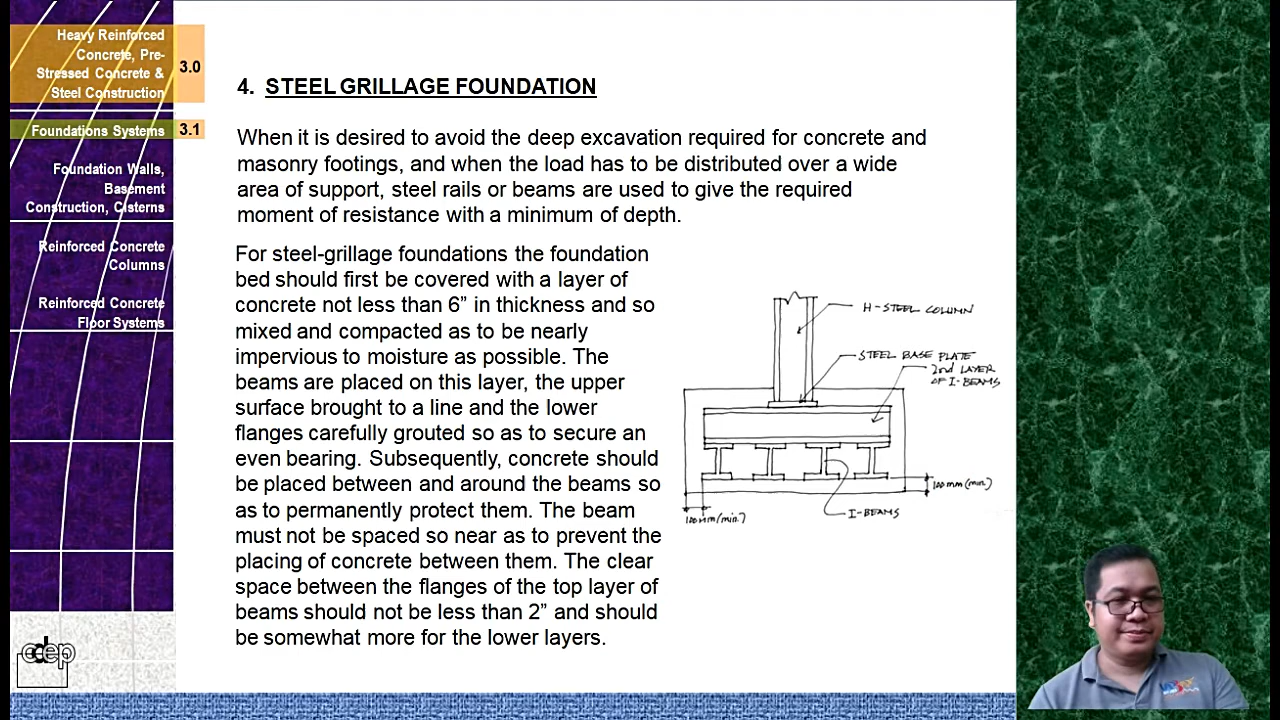 Heavy Reinforced
Concrete, Pre-
Stressed Concrete &
Steel Construction
3.0
Foundations Systems
3.1
Foundation Walls,
Basement
Construction, Cisterns
Reinforced Concrete
Columns
Reinforced Concrete
Floor Systems
4. STEEL GRILLAGE FOUNDATION
When it is desired to avoid the deep excavation required for concrete and
masonry footings, and when the load has to be distributed over a wide
area of support, steel rails or beams are used to give the required
moment of resistance with a minimum of depth.
For steel-grillage foundations the foundation
bed should first be covered with a layer of
concrete not less than 6” in thickness and so
mixed and compacted as to be nearly
impervious to moisture as possible. The
beams are placed on this layer, the upper
surface brought to a line and the lower
flanges carefully grouted so as to secure an
even bearing. Subsequently, concrete should
be placed between and around the beams so
as to permanently protect them. The beam
must not be spaced so near as to prevent the
placing of concrete between them. The clear
space between the flanges of the top layer of
beams should not be less than 2” and should
be somewhat more for the lower layers.
H-STEEL COLUMN
STEEL BASE PLATE
2nd LAYER
OF I-BEAMS
100mm (min.)
100mm (min.)
I-BEAMS